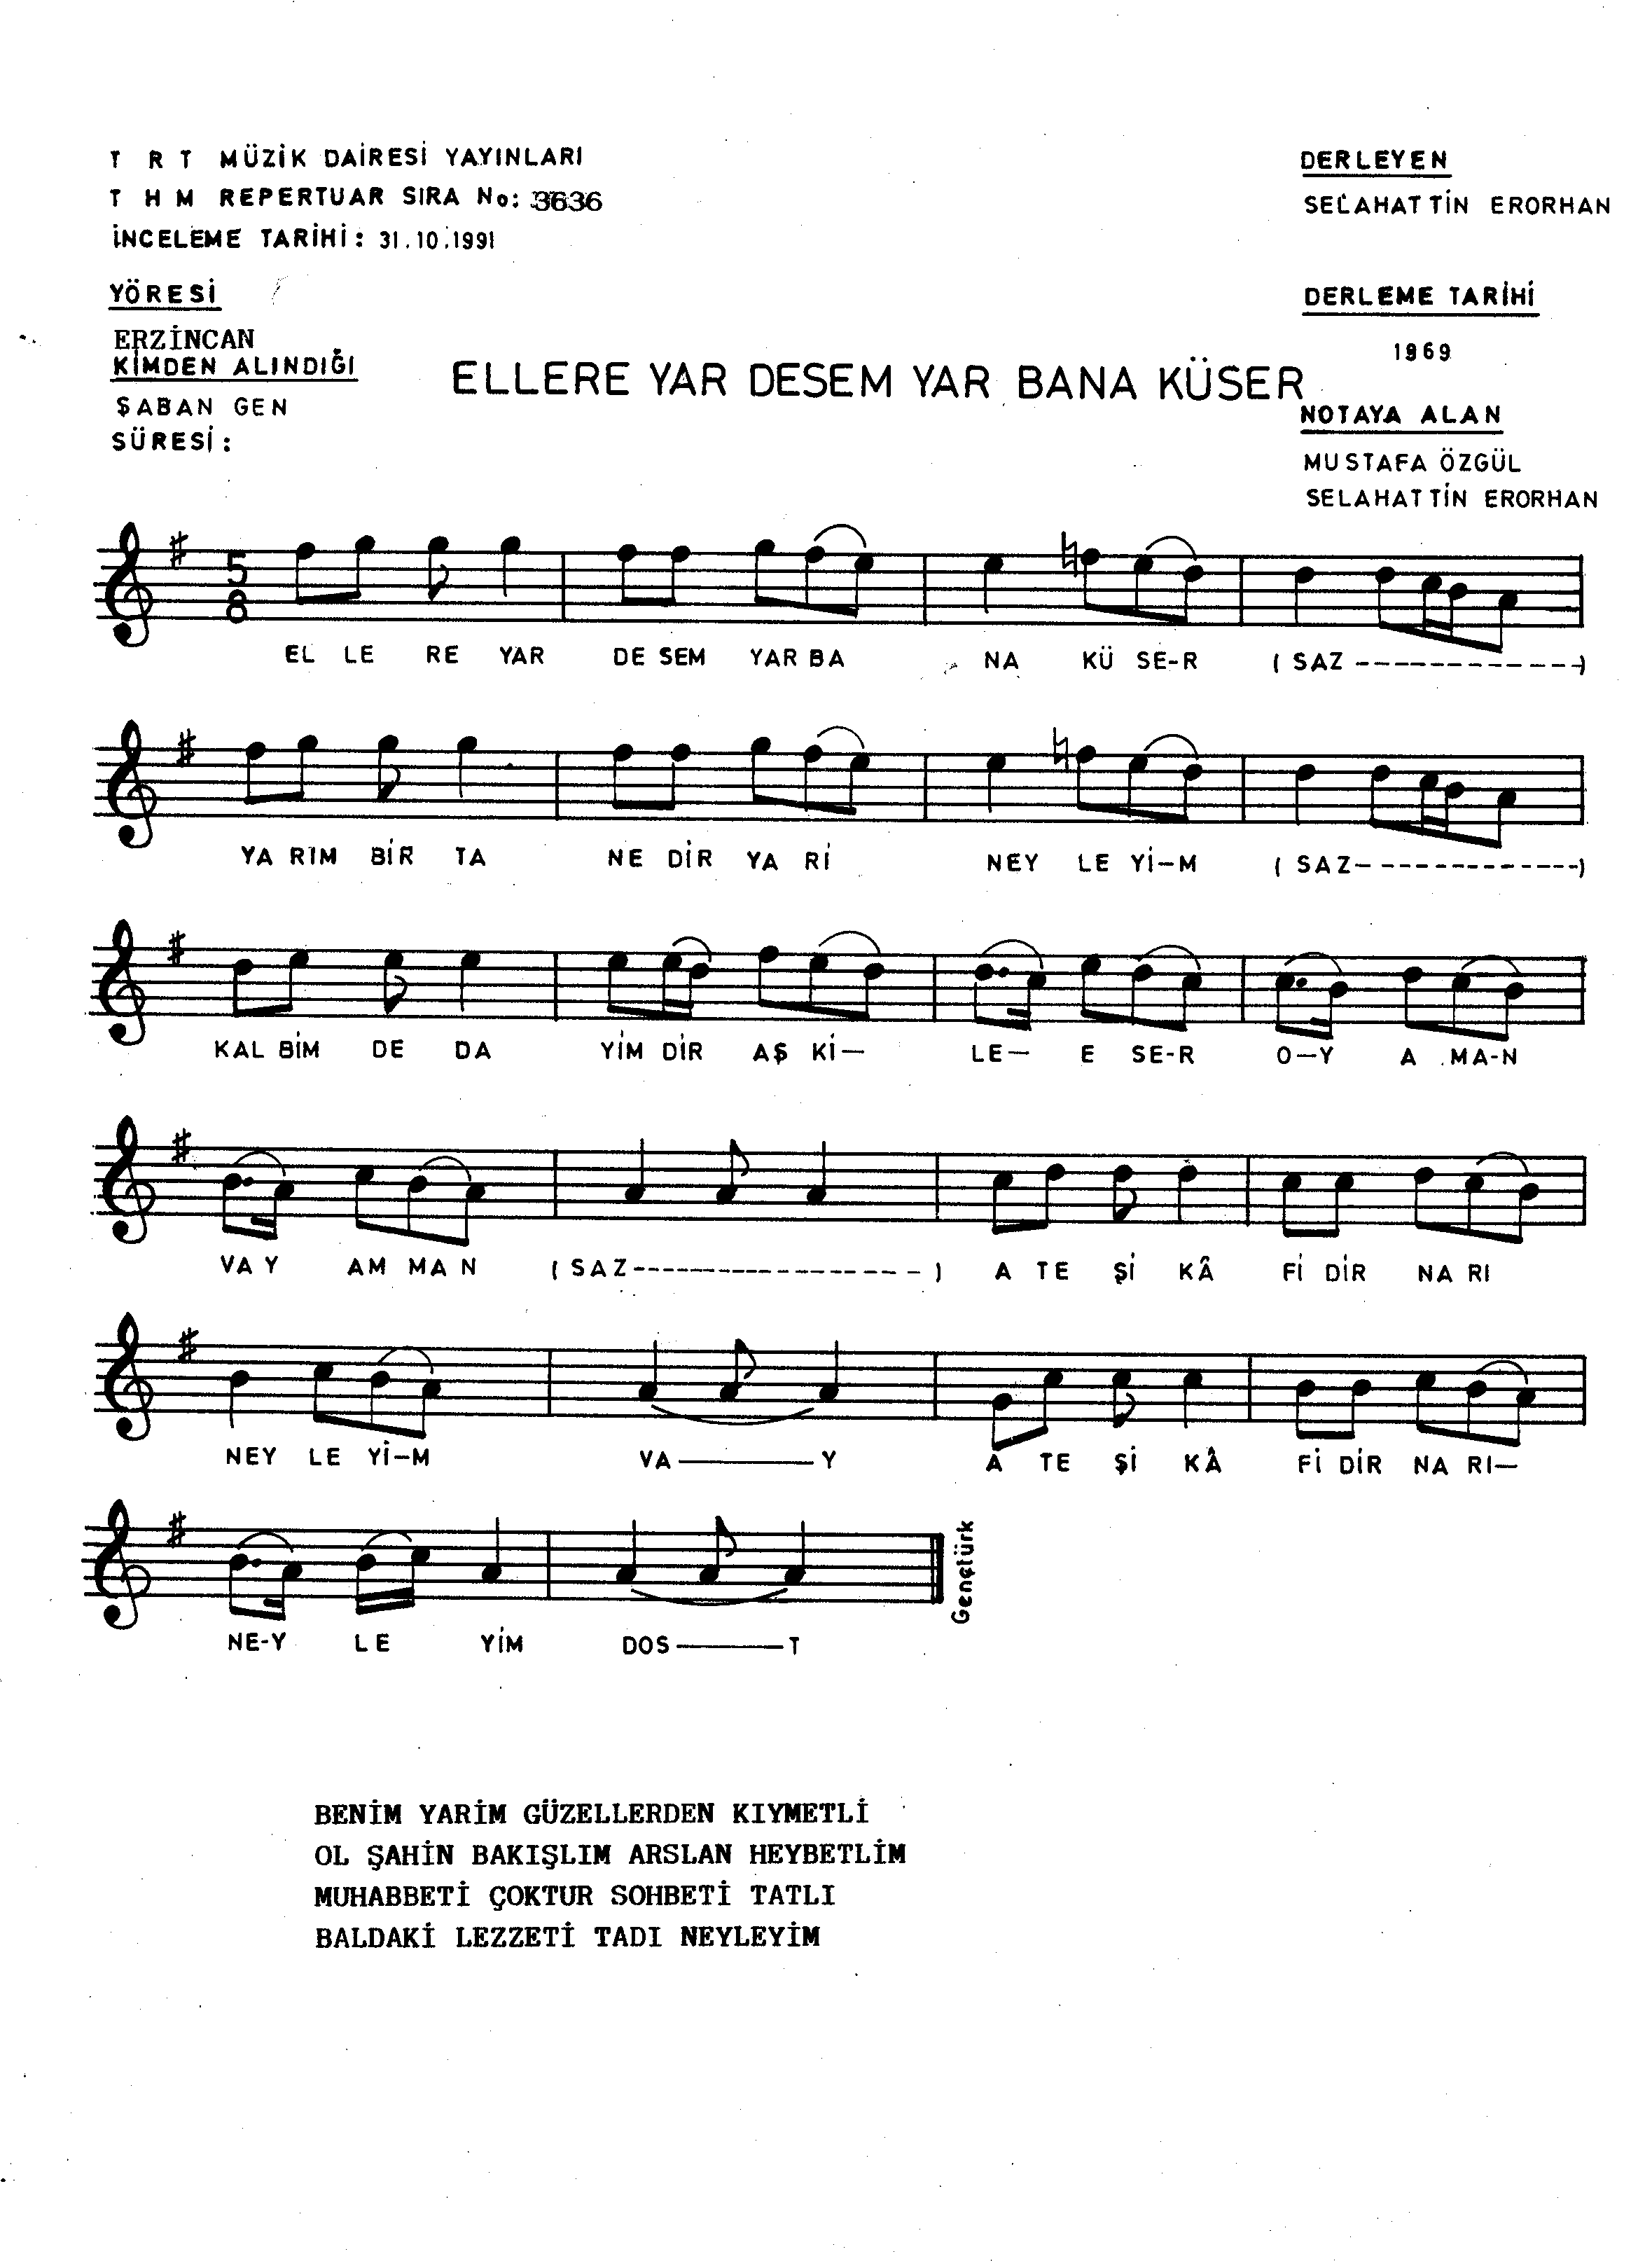 T R T MÜZİK DAİRESİ YAYINLARI
T H M REPERTUAR SIRA No: 3636
İNCELEME TARİHİ: 31.10.1991
DERLEYEN
SELAHATTİN ERORHAN
YÖRESİ
ERZİNCAN
KİMDEN ALINDIĞI
ŞABAN GEN
SÜRESİ:
DERLEME TARİHİ
1969
ELLERE YAR DESEM YAR BANA KÜSER
NOTAYA ALAN
MUSTAFA ÖZGÜL
SELAHATTİN ERORHAN
5
8
EL LE RE YAR DE SEM YAR BA NA KÜ SE-R ( SAZ -------------)
YA RIM BİR TA NE DİR YA Rİ NEY LE Yİ-M ( SAZ-------------)
KAL BİM DE DA YİM DİR AŞ Kİ— LE— E SE-R O—Y A MA-N
VA Y AM MA N ( SAZ------------------) A TE Şİ KÂ Fİ DİR NA RI
NEY LE Yİ-M VA———Y A TE Şİ KÂ Fİ DİR NA RI—
NE-Y LE YİM DOS———T
Gençtürk
BENİM YARİM GÜZELLERDEN KIYMETLİ
OL ŞAHİN BAKIŞLIM ARSLAN HEYBETLİM
MUHABBETİ ÇOKTUR SOHBETİ TATLI
BALDAKİ LEZZETİ TADI NEYLEYİM